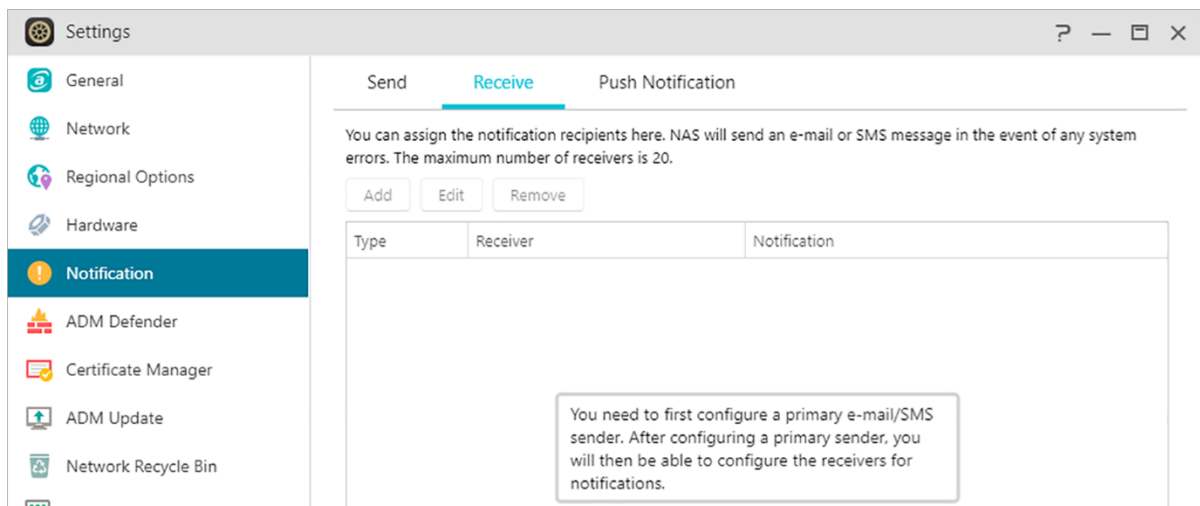 Settings
General
Network
Regional Options
Hardware
Notification
ADM Defender
Certificate Manager
ADM Update
Network Recycle Bin
Send Receive Push Notification
You can assign the notification recipients here. NAS will send an e-mail or SMS message in the event of any system
errors. The maximum number of receivers is 20.
Add Edit Remove
Type Receiver Notification
You need to first configure a primary e-mail/SMS
sender. After configuring a primary sender, you
will then be able to configure the receivers for
notifications.